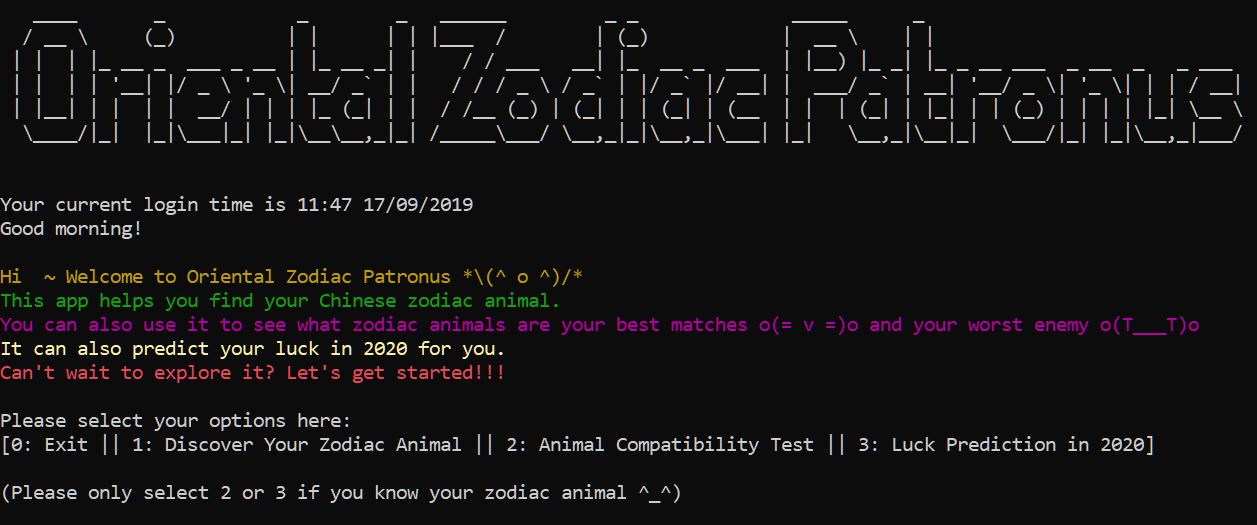 Oriental Zodiac Patronus
Your current login time is 11:47 17/09/2019
Good morning!
Hi  ~ Welcome to Oriental Zodiac Patronus *\(^ o ^)/*
This app helps you find your Chinese zodiac animal.
You can also use it to see what zodiac animals are your best matches o(= v =)o and your worst enemy o(T___T)o
It can also predict your luck in 2020 for you.
Can't wait to explore it? Let's get started!!!
Please select your options here:
[0: Exit || 1: Discover Your Zodiac Animal || 2: Animal Compatibility Test || 3: Luck Prediction in 2020]
(Please only select 2 or 3 if you know your zodiac animal ^_^)